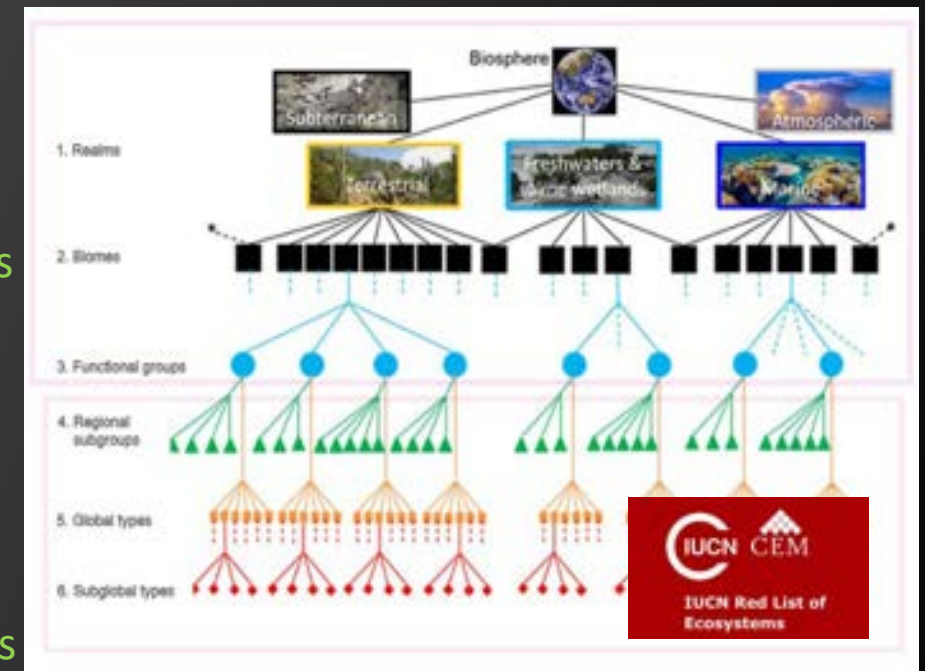 Biosphere
Subterranean
Atmospheric
1. Realms
Terrestrial
Freshwaters &
wetland
Marine
2. Biomes
s
3. Functional groups
4. Regional
subgroups
5. Global types
IUCN CEM
6. Subglobal types
IUCN Red List of
Ecosystems
s